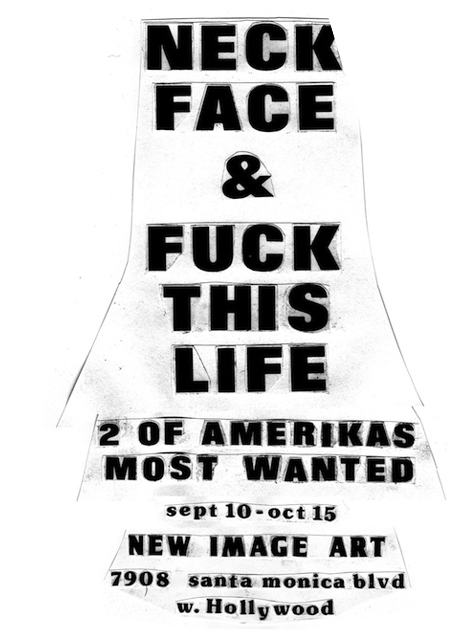 NECK
FACE
&
FUCK
THIS
LIFE
2 OF AMERIKAS
MOST WANTED
sept 10-oct 15
NEW IMAGE ART
7908 santa monica blvd
w. Hollywood